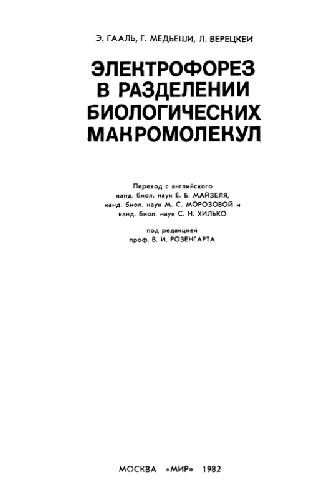 Э. ГААЛЬ, Г. МЕДЬЕШИ, Л. ВЕРЕЦКЕИ
ЭЛЕКТРОФОРЕЗ
В РАЗДЕЛЕНИИ
БИОЛОГИЧЕСКИХ
МАКРОМОЛЕКУЛ
Перевод с английского
канд. биол. наук Е. Б. МАЙЗЕЛЯ,
канд. биол. наук М. С. МОРОЗОВОЙ и
канд. биол. наук С. Н. ХИЛЬКО
под редакцией
проф. В. И. РОЗЕНГАРТА
МОСКВА «МИР» 1982